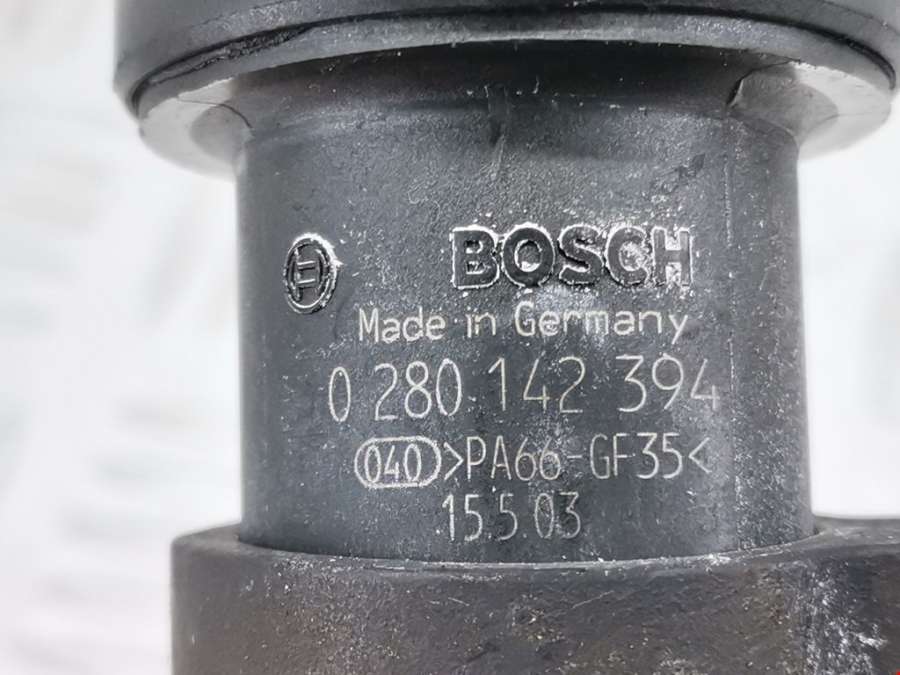 BOSCH
Made in Germany
0 280 142 394
040 >PA66-GF35<
15.5.03